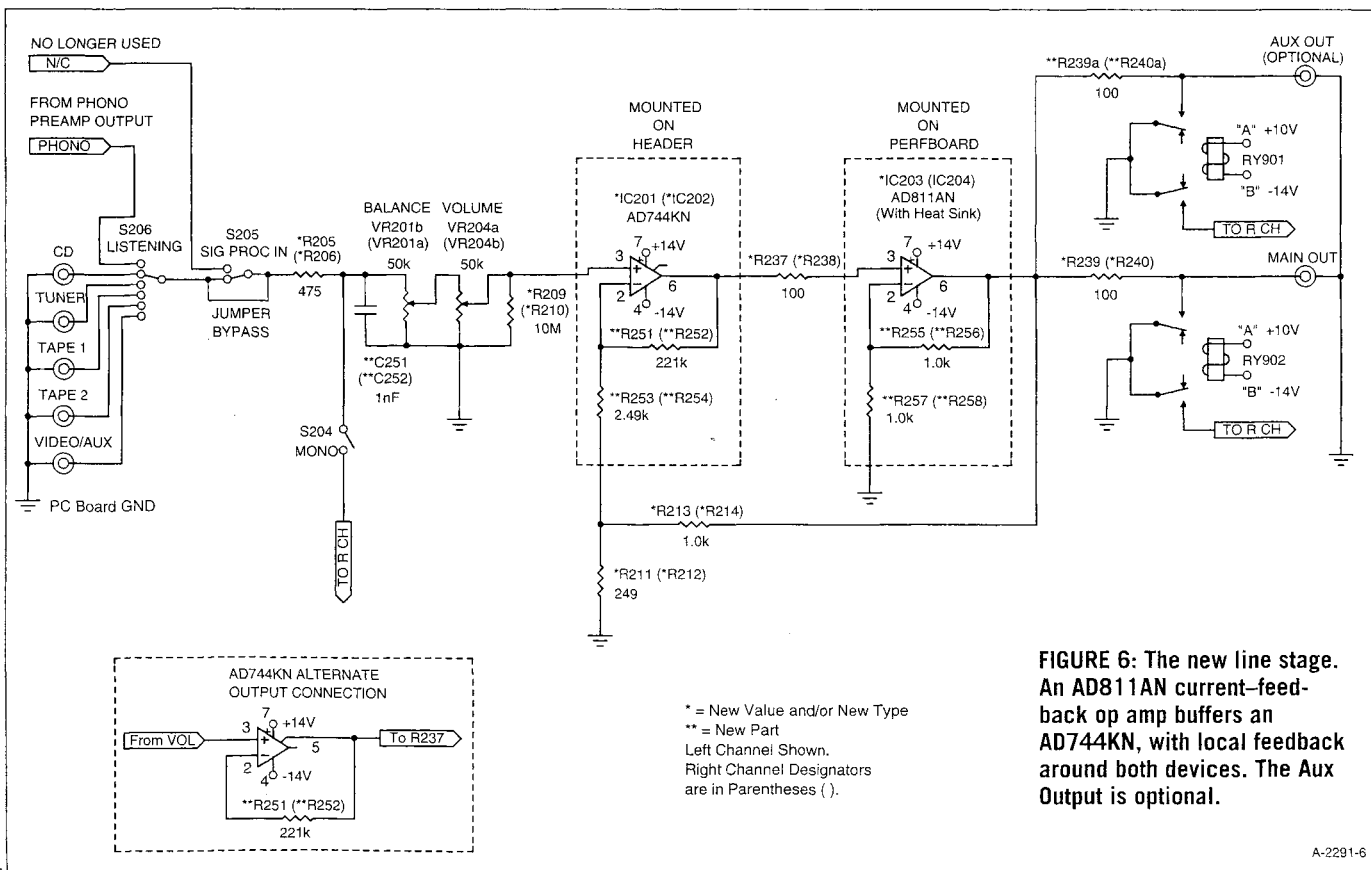 NO LONGER USED
N/C
FROM PHONO
PREAMP OUTPUT
PHONO
CD
TUNER
TAPE 1
TAPE 2
VIDEO/AUX
PC Board GND
S206
LISTENING
S205
SIG PROC IN
JUMPER
BYPASS
*R205
(*R206)
475
**C251
(**C252)
1nF
S204
MONO
TO R CH
BALANCE
VR201b
(VR201a)
50k
VOLUME
VR204a
(VR204b)
50k
*R209
(*R210)
10M
MOUNTED
ON
HEADER
*IC201 (*IC202)
AD744KN
7
+14V
3
+
6
2
−
4
-14V
**R251 (**R252)
221k
**R253 (**R254)
2.49k
*R237 (*R238)
100
MOUNTED
ON
PERFBOARD
*IC203 (IC204)
AD811AN
(With Heat Sink)
7
+14V
3
+
6
2
−
4
-14V
**R255 (**R256)
1.0k
**R257 (**R258)
1.0k
*R213 (*R214)
1.0k
*R211 (*R212)
249
**R239a (**R240a)
100
AUX OUT
(OPTIONAL)
"A" +10V
RY901
"B" -14V
TO R CH
*R239 (*R240)
100
MAIN OUT
"A" +10V
RY902
"B" -14V
TO R CH
AD744KN ALTERNATE
OUTPUT CONNECTION
From VOL
7
+14V
3
+
5
2
−
4
-14V
To R237
**R251 (**R252)
221k
* = New Value and/or New Type
** = New Part
Left Channel Shown.
Right Channel Designators
are in Parentheses ( ).
FIGURE 6: The new line stage.
An AD811AN current–feed-
back op amp buffers an
AD744KN, with local feedback
around both devices. The Aux
Output is optional.
A-2291-6